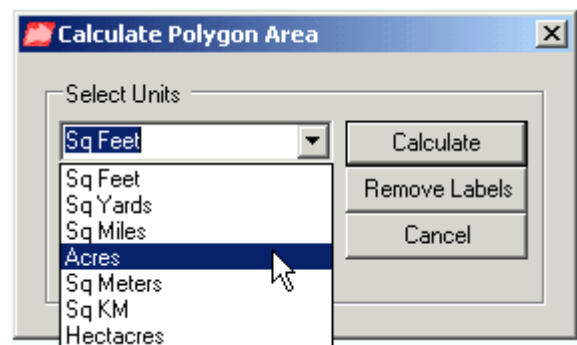 Calculate Polygon Area
Select Units
Sq Feet
Calculate
Sq Feet
Remove Labels
Sq Yards
Sq Miles
Cancel
Acres
Sq Meters
Sq KM
Hectacres